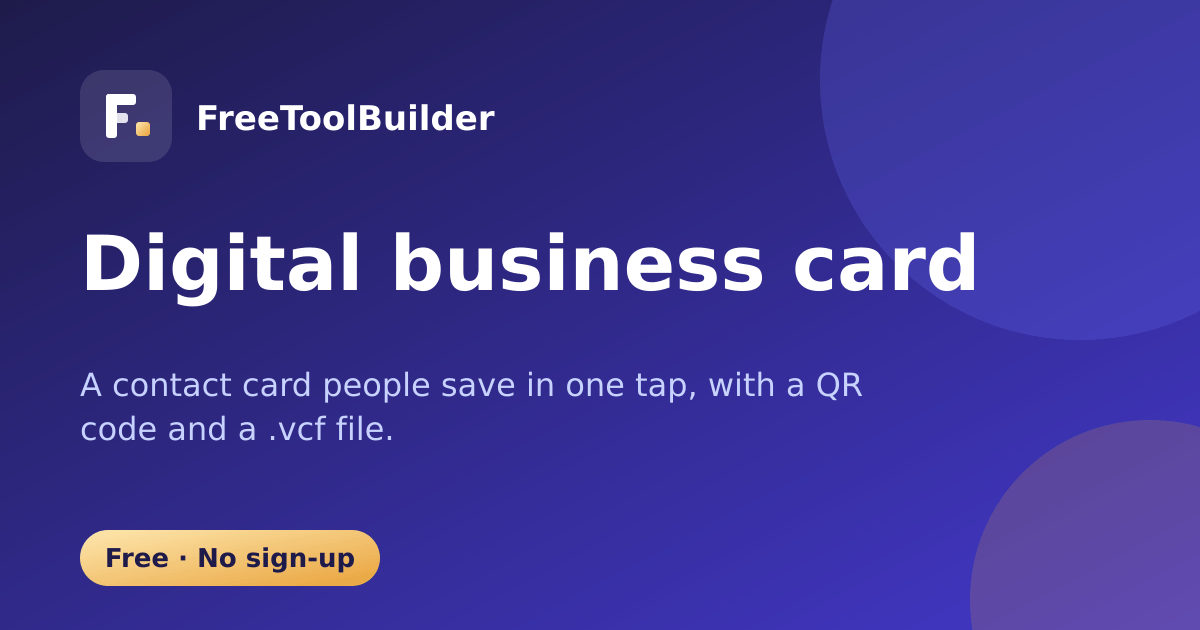 F.
FreeToolBuilder
Digital business card
A contact card people save in one tap, with a QR
code and a .vcf file.
Free · No sign-up